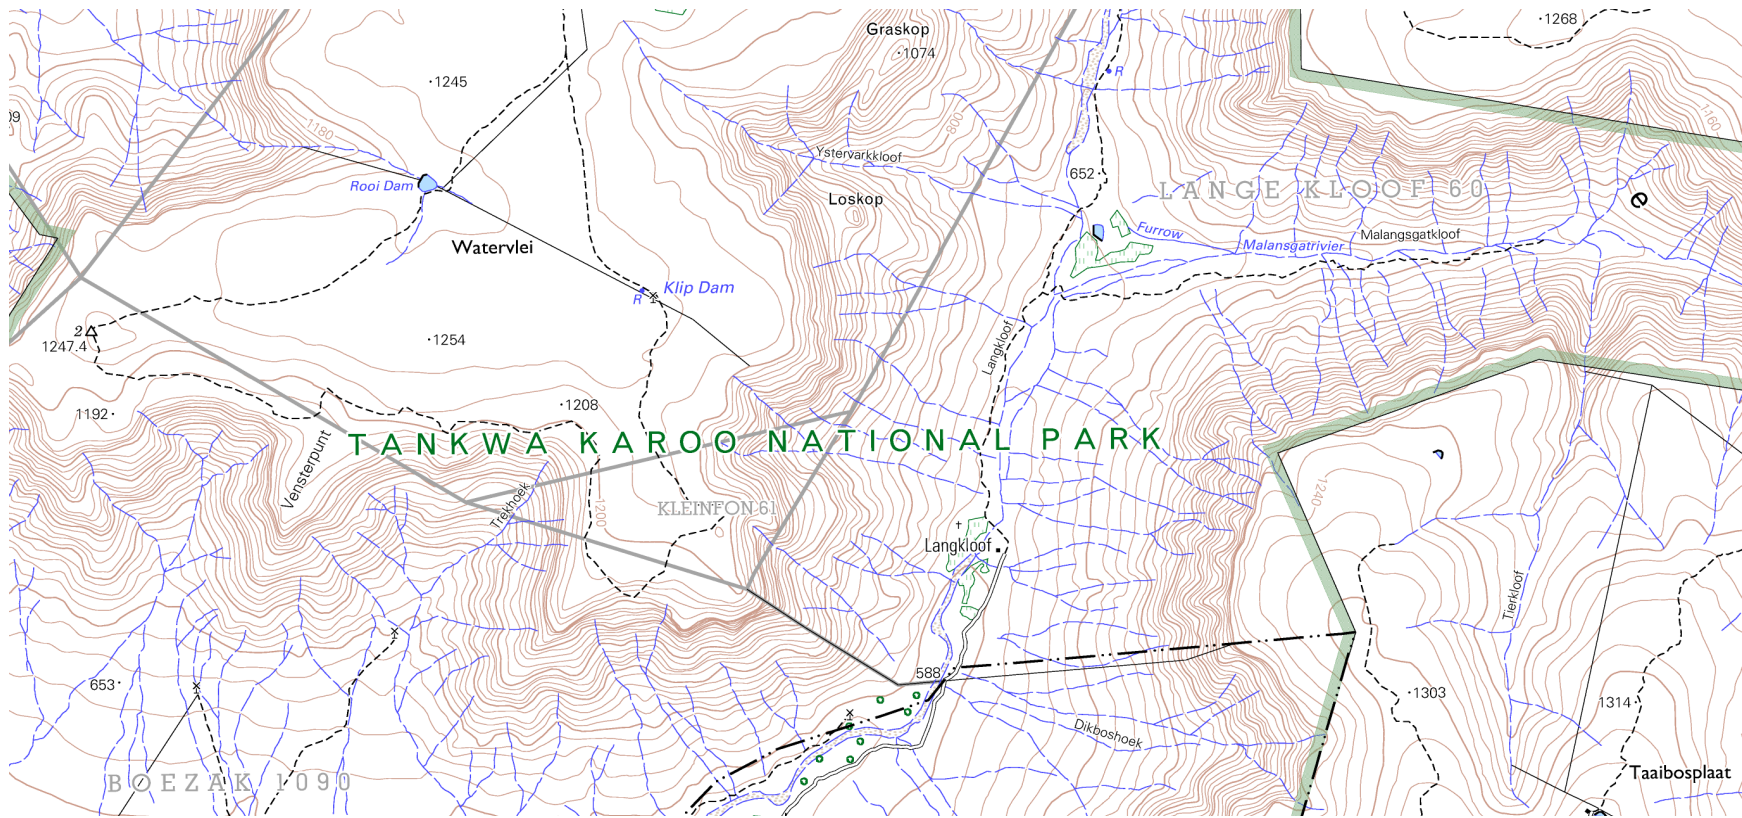 1268
Graskop
1074
1245
R
09
1180
800
1160
Ystervarkkloof
652
Rooi Dam
LANGE KLOOF 60
e
Loskop
Furrow
Malangsgatkloof
Watervlei
Malansgatrivier
Klip Dam
R
2
1247.4
1254
Langkloof
1208
1192
TANKWA KAROO NATIONAL PARK
Vensterpunt
1240
Trekhoek
1200
KLEINFON 61
Langkloof
Tierkloof
588
653
1303
1314
Dikboshoek
BOEZAK 1090
Taaibosplaat